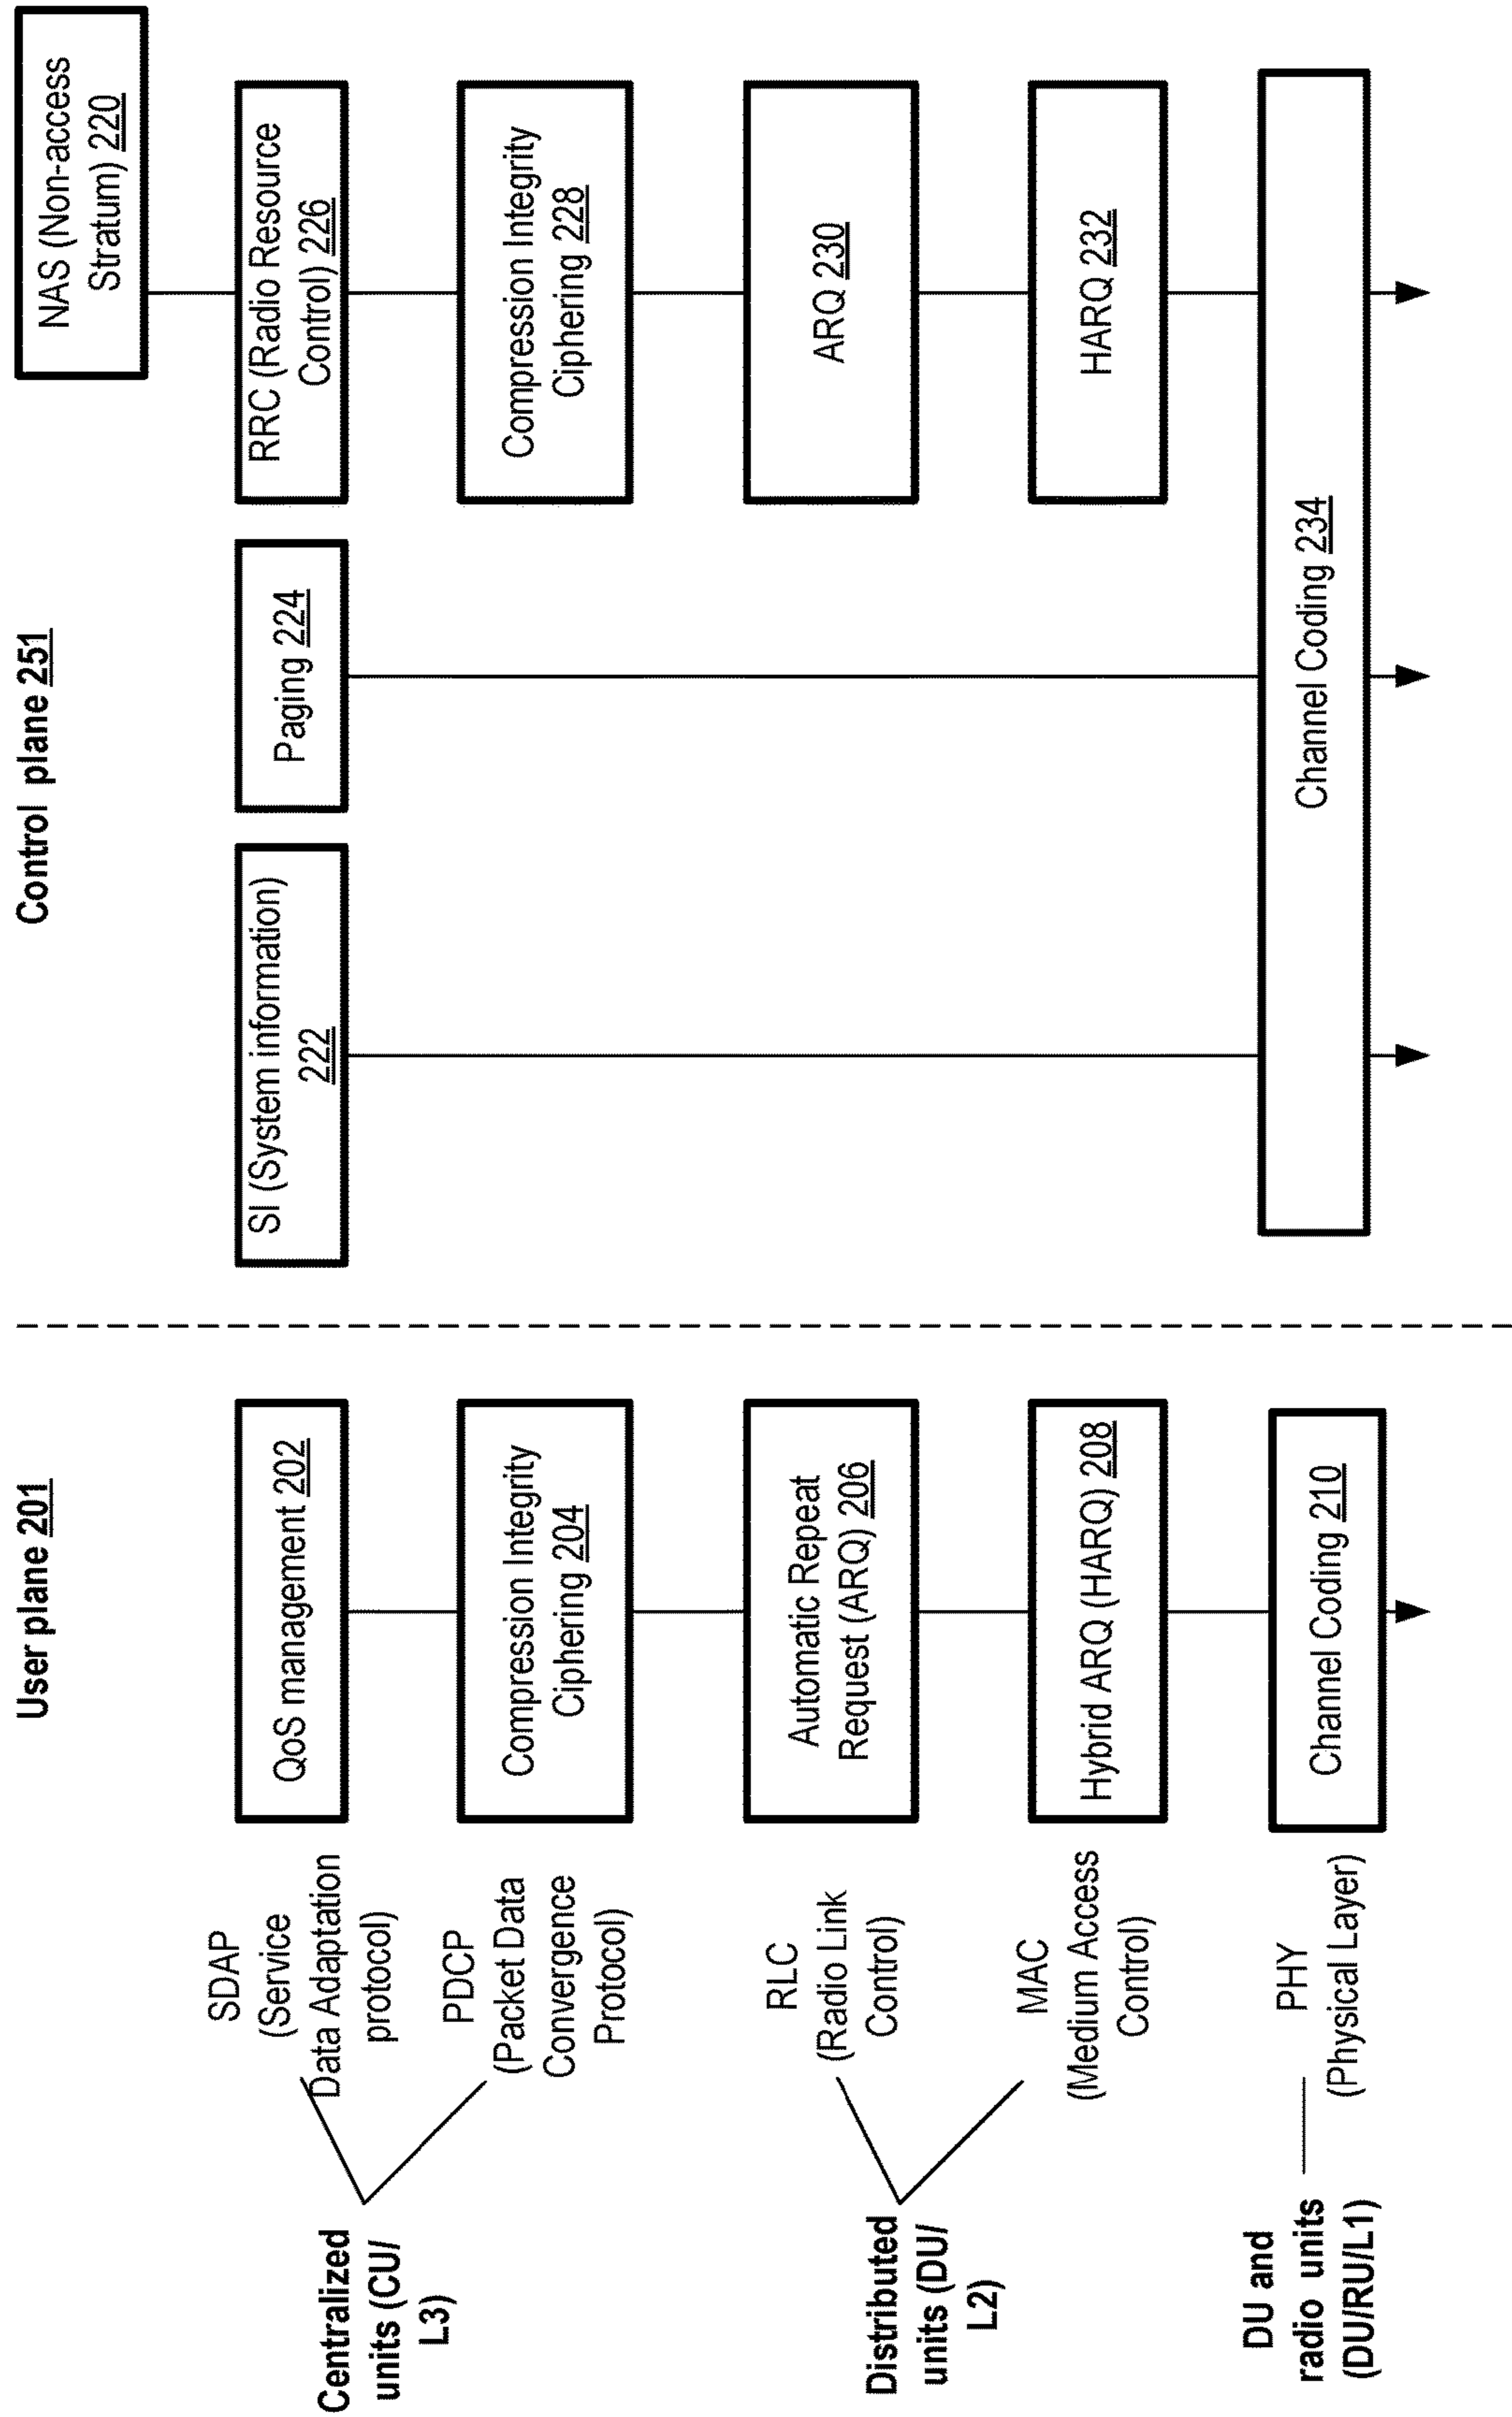 User plane 201
Control plane 251
NAS (Non-access
Stratum) 220
Centralized
units (CU/
L3)
SDAP
(Service
Data Adaptation
protocol)
QoS management 202
SI (System information)
222
Paging 224
RRC (Radio Resource
Control) 226
PDCP
(Packet Data
Convergence
Protocol)
Compression Integrity
Ciphering 204
Compression Integrity
Ciphering 228
Distributed
units (DU/
L2)
RLC
(Radio Link
Control)
Automatic Repeat
Request (ARQ) 206
ARQ 230
MAC
(Medium Access
Control)
Hybrid ARQ (HARQ) 208
HARQ 232
DU and
radio units
(DU/RU/L1)
PHY
(Physical Layer)
Channel Coding 210
Channel Coding 234